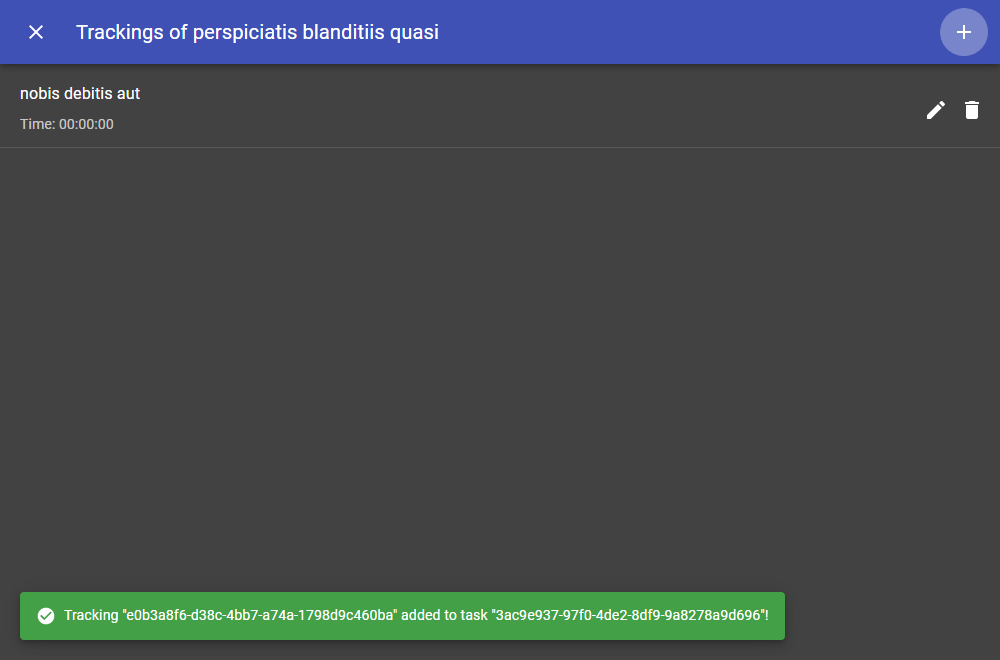 Trackings of perspiciatis blanditiis quasi
nobis debitis aut
Time: 00:00:00
Tracking "e0b3a8f6-d38c-4bb7-a74a-1798d9c460ba" added to task "3ac9e937-97f0-4de2-8df9-9a8278a9d696"!